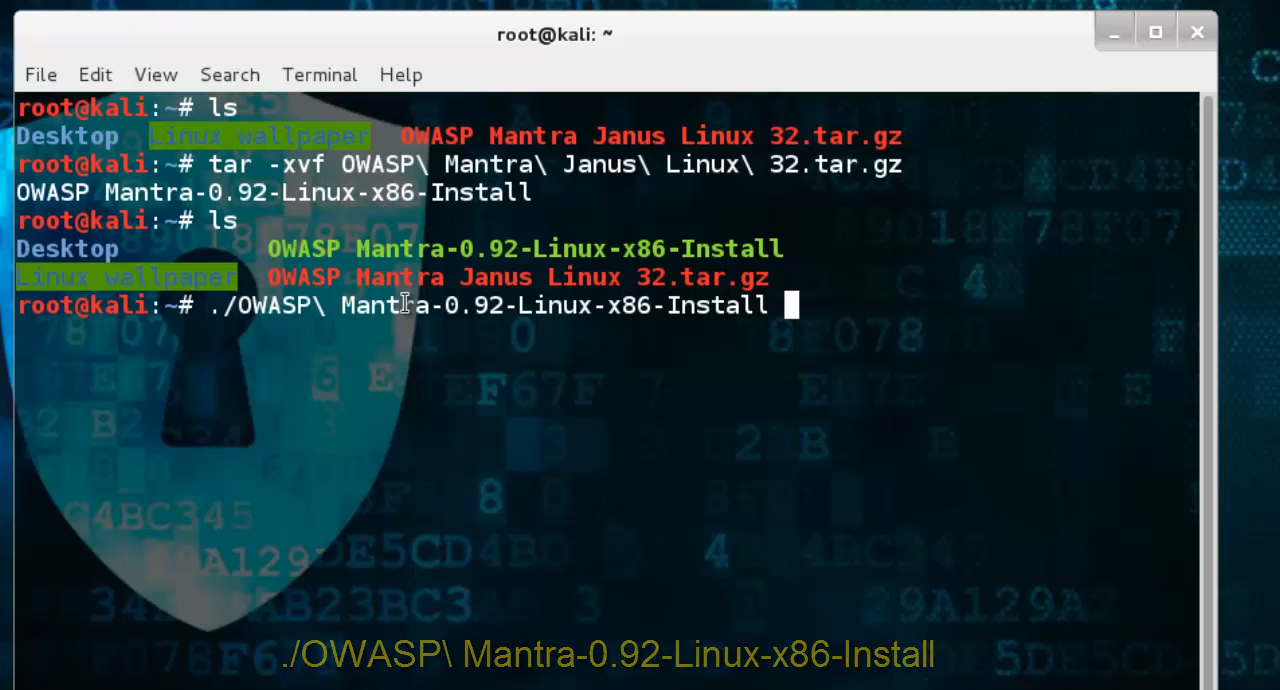 root@kali: ~
File Edit View Search Terminal Help
root@kali:~# ls
Desktop Linux wallpaper OWASP Mantra Janus Linux 32.tar.gz
root@kali:~# tar -xvf OWASP\ Mantra\ Janus\ Linux\ 32.tar.gz
OWASP Mantra-0.92-Linux-x86-Install
root@kali:~# ls
Desktop OWASP Mantra-0.92-Linux-x86-Install
Linux wallpaper OWASP Mantra Janus Linux 32.tar.gz
root@kali:~# ./OWASP\ Mantra-0.92-Linux-x86-Install
./OWASP\ Mantra-0.92-Linux-x86-Install